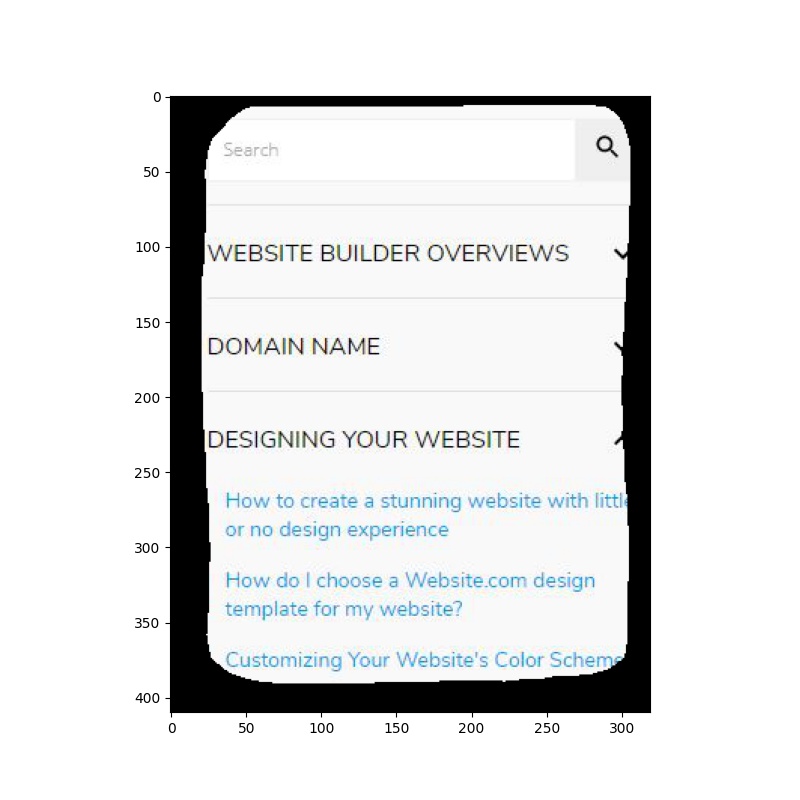 0
50
100
150
200
250
300
350
400
Search
WEBSITE BUILDER OVERVIEWS
DOMAIN NAME
DESIGNING YOUR WEBSITE
How to create a stunning website with little
or no design experience
How do I choose a Website.com design
template for my website?
Customizing Your Website's Color Scheme
0 50 100 150 200 250 300